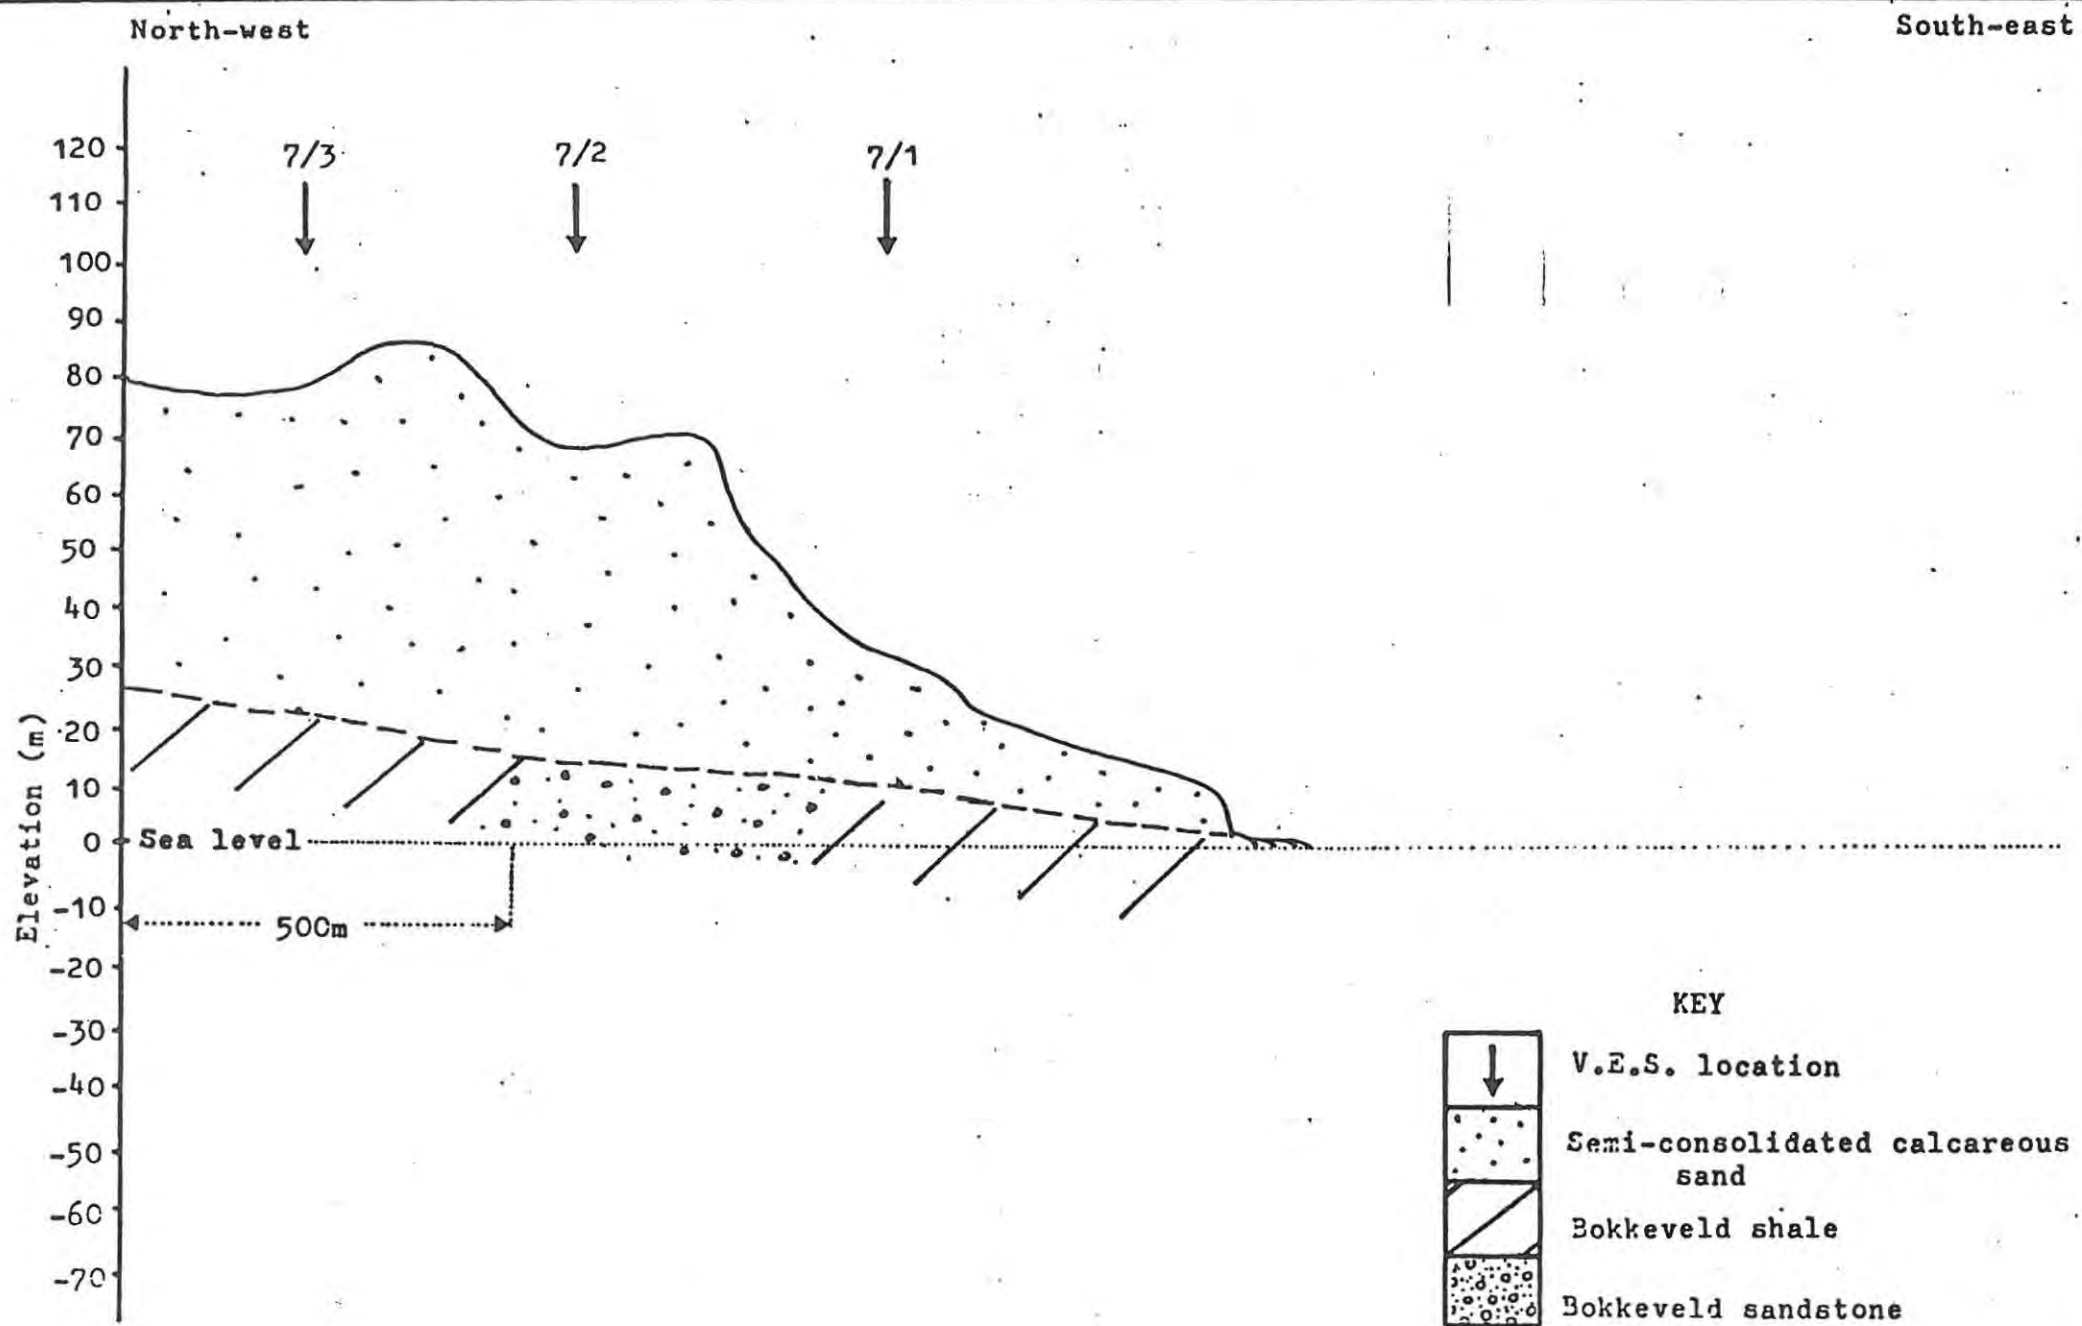 North-west
South-east
7/3
7/2
7/1
120
110
100
90
80
70
60
50
40
30
20
10
0
-10
-20
-30
-40
-50
-60
-70
Elevation (m)
Sea level
500m
KEY
V.E.S. location
Semi-consolidated calcareous
sand
Bokkeveld shale
Bokkeveld sandstone